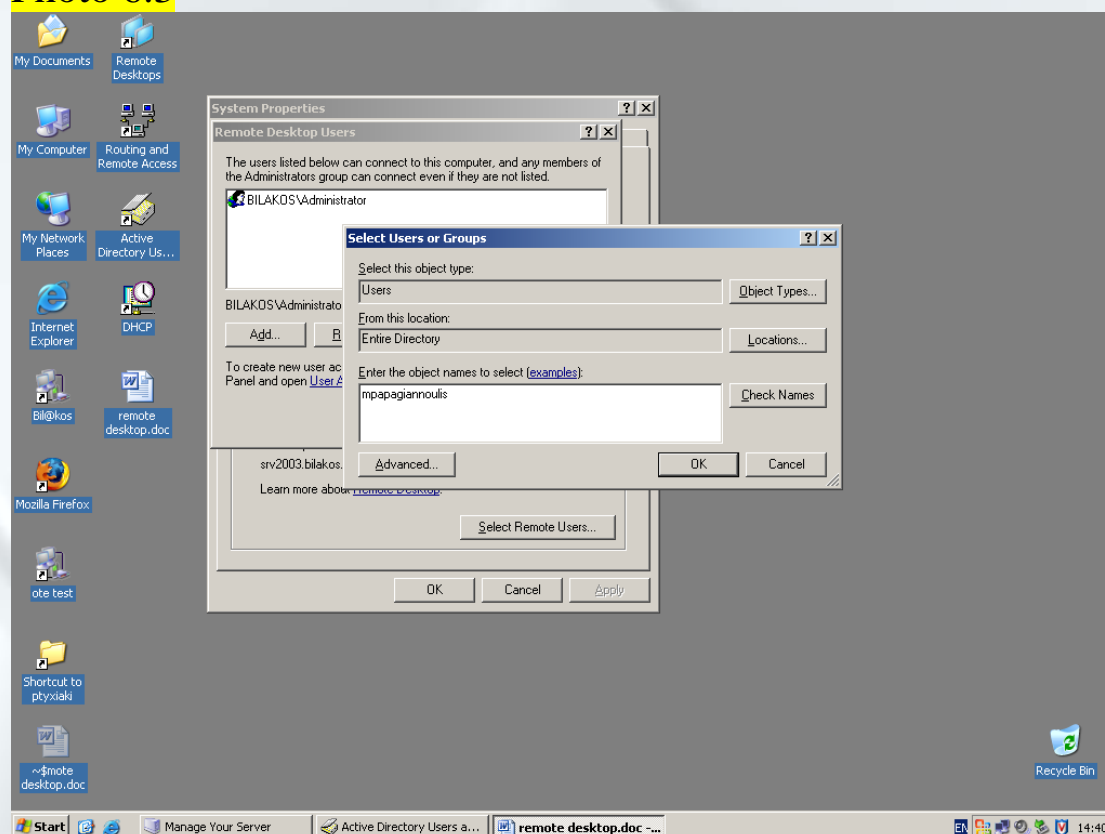 Photo 6.3
My Documents
Remote
Desktops
System Properties
Remote Desktop Users
My Computer
Routing and
Remote Access
The users listed below can connect to this computer, and any members of
the Administrators group can connect even if they are not listed.
BILAKOS\Administrator
My Network
Places
Active
Directory Us...
Select Users or Groups
Select this object type:
Users
Object Types...
BILAKOS\Administrato
From this location:
Entire Directory
Locations...
Internet
Explorer
DHCP
Add...
R
To create new user ac
Panel and open User A
Enter the object names to select (examples):
mpapagiannoulis
Check Names
Bil@kos
remote
desktop.doc
Advanced...
OK
Cancel
srv2003.bilakos.
Learn more about Remote Desktop.
Mozilla Firefox
Select Remote Users...
ote test
OK
Cancel
Apply
Shortcut to
ptyxiaki
~$mote
desktop.doc
Recycle Bin
Start
Manage Your Server
Active Directory Users a...
remote desktop.doc -...
EN
14:40